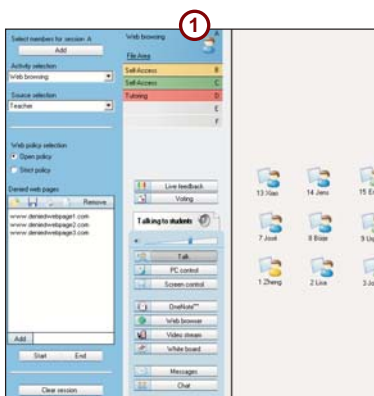 1
Select members for session A
Add
Activity selection
Web browsing
Source selection
Teacher
Web policy selection
Open policy
Strict policy
Denied web pages
Remove
www.deniedwebpage1.com
www.deniedwebpage2.com
www.deniedwebpage3.com
Add
Start
End
Clear session
Web browsing
A
File Area
Self-Access B
Self-Access C
Tutoring D
E
F
Live feedback
Voting
Talking to students
Talk
PC control
Screen control
OneNote™
Web browser
Video stream
White board
Messages
Chat
13 Xiao
14 Jens
7 José
2 Lisa
1 Zheng